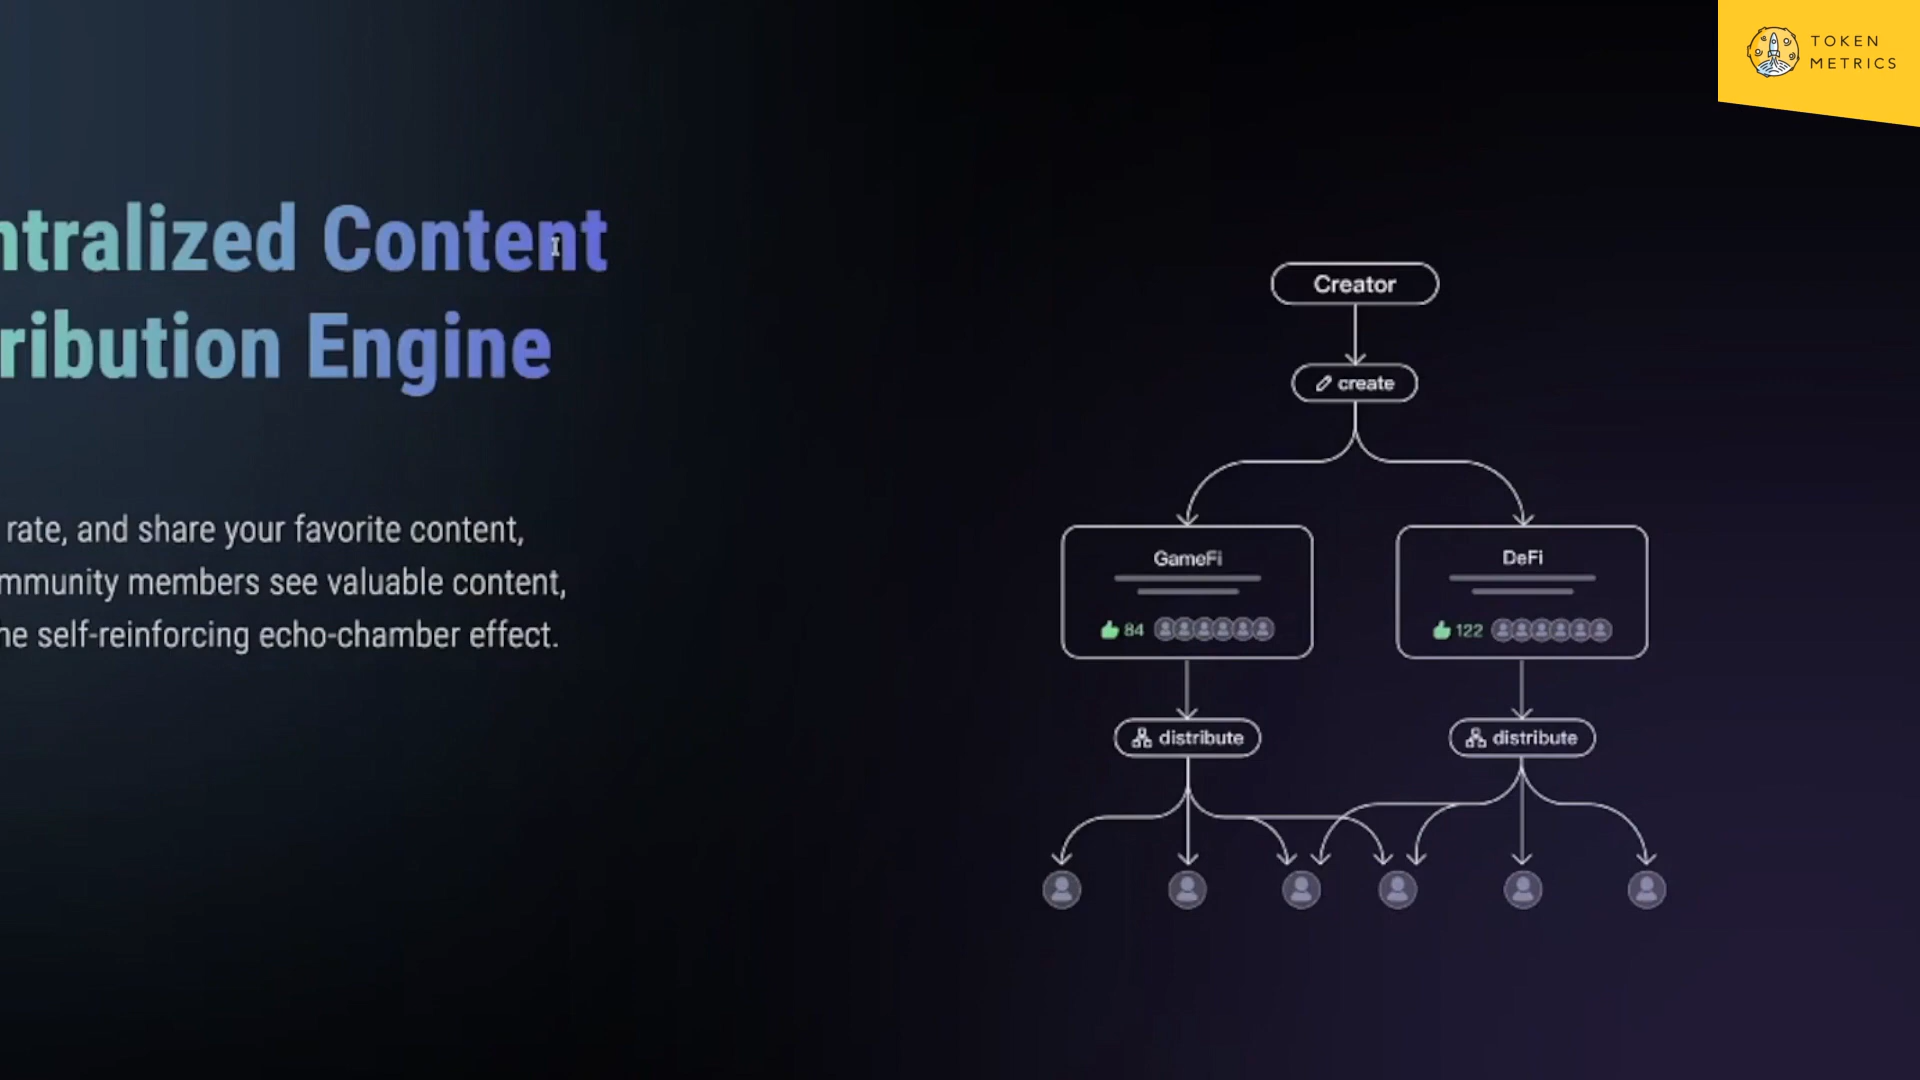 TOKEN
METRICS
ntralized Content
ribution Engine
rate, and share your favorite content,
mmunity members see valuable content,
he self-reinforcing echo-chamber effect.
Creator
create
GameFi
84
DeFi
122
distribute
distribute